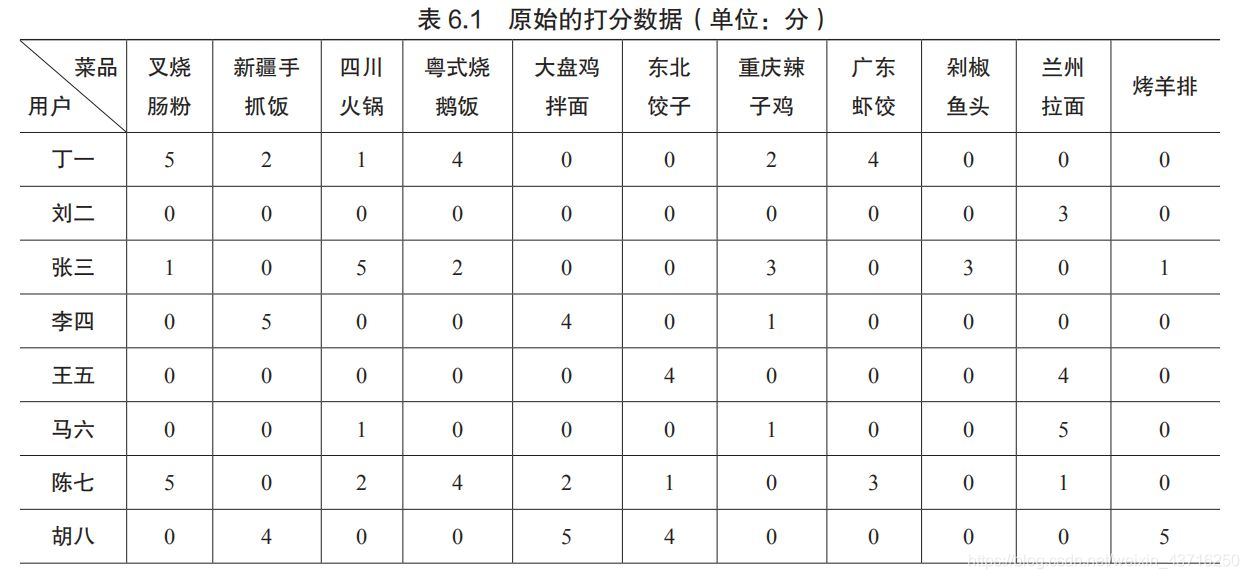 表 6.1 原始的打分数据（单位：分）
菜品 叉烧 新疆手 四川 粤式烧 大盘鸡 东北 重庆辣 广东 剁椒 兰州 烤羊排
用户 肠粉 抓饭 火锅 鹅饭 拌面 饺子 子鸡 虾饺 鱼头 拉面
丁一 5 2 1 4 0 0 2 4 0 0 0
刘二 0 0 0 0 0 0 0 0 0 3 0
张三 1 0 5 2 0 0 3 0 3 0 1
李四 0 5 0 0 4 0 1 0 0 0 0
王五 0 0 0 0 0 4 0 0 0 4 0
马六 0 0 1 0 0 0 1 0 0 5 0
陈七 5 0 2 4 2 1 0 3 0 1 0
胡八 0 4 0 0 5 4 0 0 0 0 5
https://blog.csdn.net/weixin_43716250